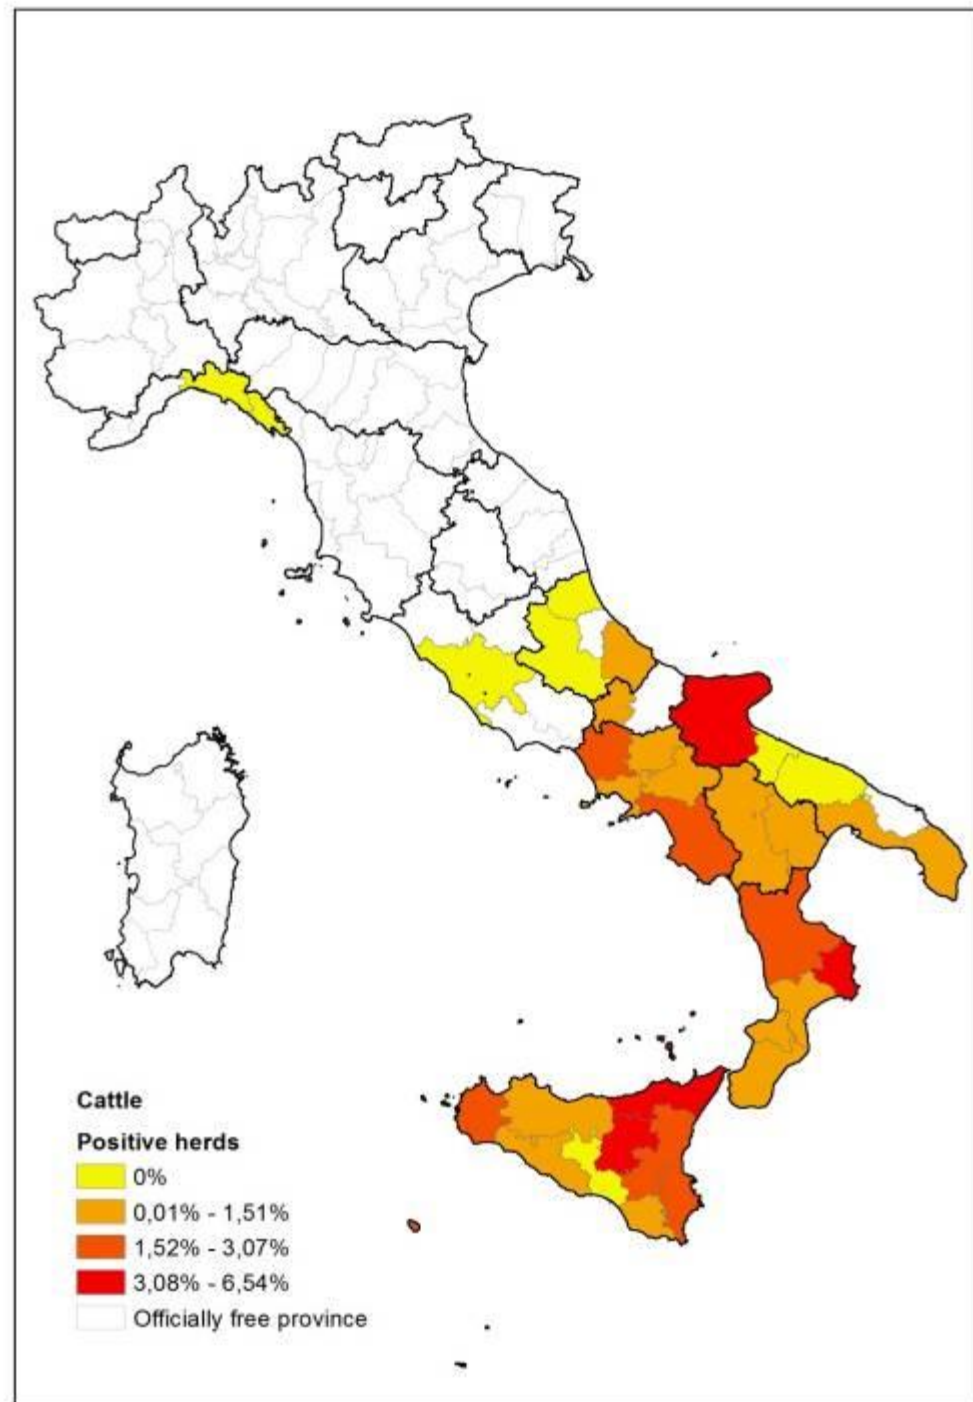 Cattle
Positive herds
0%
0,01% - 1,51%
1,52% - 3,07%
3,08% - 6,54%
Officially free province